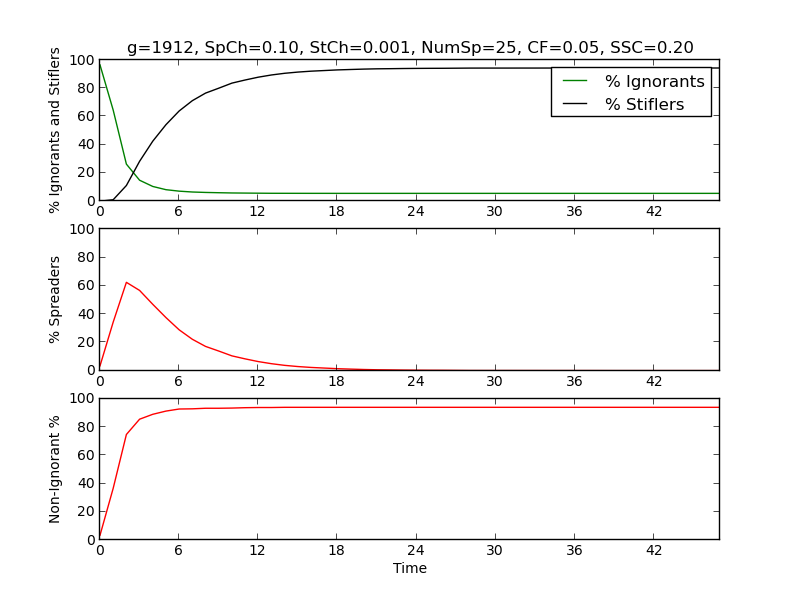 g=1912, SpCh=0.10, StCh=0.001, NumSp=25, CF=0.05, SSC=0.20
% Ignorants and Stiflers
100
80
60
40
20
0
% Ignorants
% Stiflers
0 6 12 18 24 30 36 42
% Spreaders
100
80
60
40
20
0
0 6 12 18 24 30 36 42
Non-Ignorant %
100
80
60
40
20
0
0 6 12 18 24 30 36 42
Time